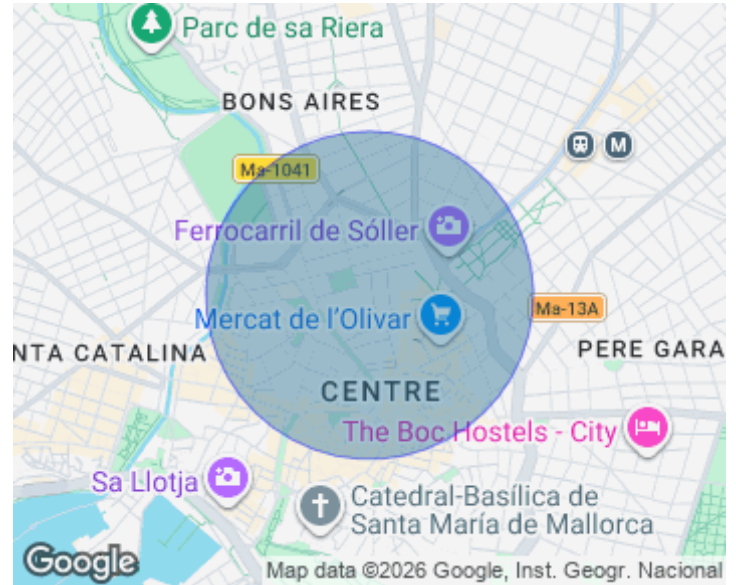 Parc de sa Riera
BONS AIRES
Ma-1041
M
Ferrocarril de Sóller
Mercat de l'Olivar
Ma-13A
NTA CATALINA
PERE GARA
CENTRE
The Boc Hostels - City
Sa Llotja
Catedral-Basílica de
Santa María de Mallorca
Google
Map data ©2026 Google, Inst. Geogr. Nacional